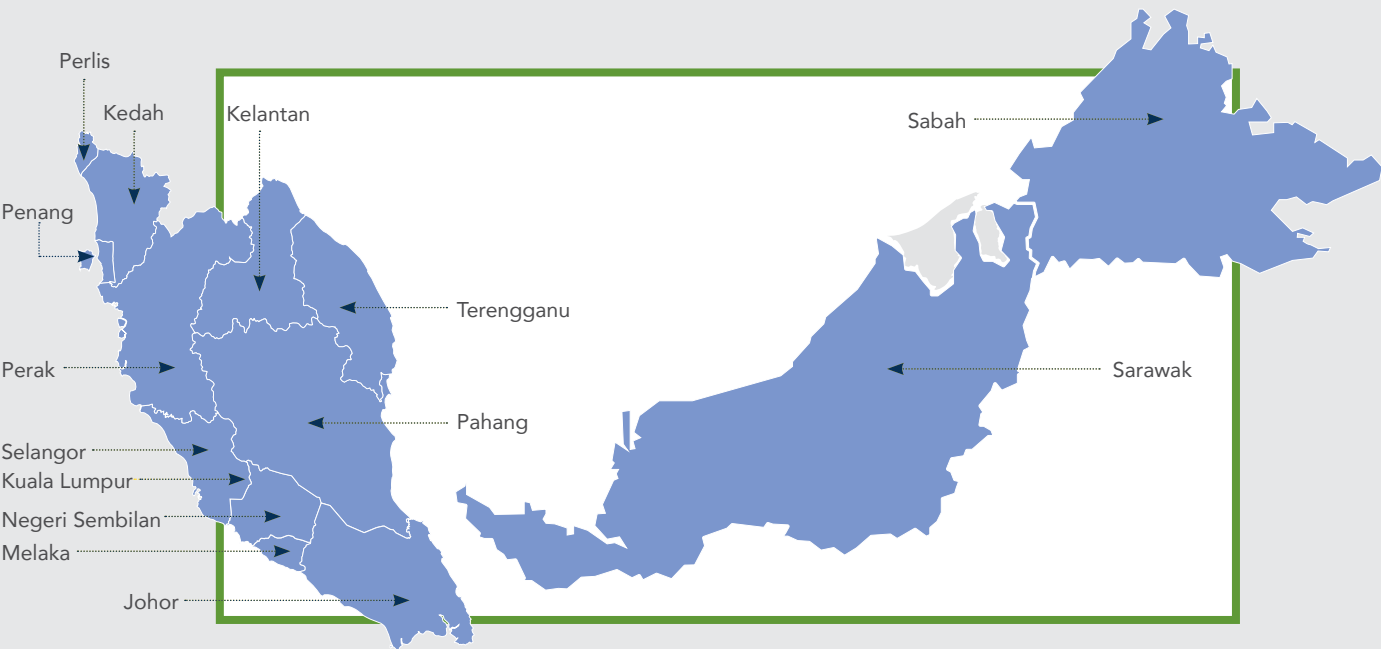 Perlis
Kedah
Kelantan
Sabah
Penang
Terengganu
Perak
Sarawak
Pahang
Selangor
Kuala Lumpur
Negeri Sembilan
Melaka
Johor